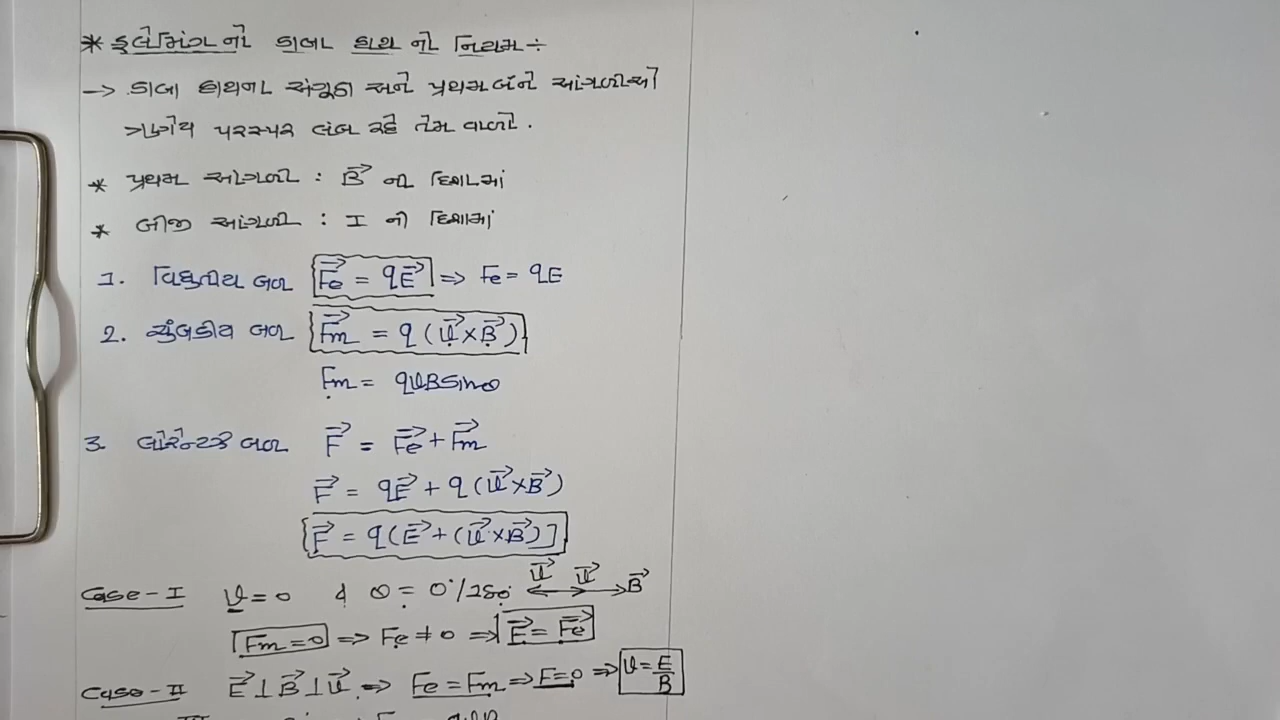 * ફ્લેમિંગનો ડાબા હાથ નો નિયમ ÷
→ ડાબા હાથના અંગૂઠા અને પ્રથમ બંને આંગળીઓ
ત્રણેય પરસ્પર લંબ રહે તેમ વાળો.
* પ્રથમ આંગળી : B⃗ ની દિશામાં
* બીજી આંગળી : I ની દિશામાં
1. વિદ્યુતીય બળ F⃗e = qE⃗ ⇒ Fe = qE
2. ચુંબકીય બળ F⃗m = q (v⃗ × B⃗)
Fm = qvBsinθ
3. લોરેન્ટઝ બળ F⃗ = F⃗e + F⃗m
F⃗ = qE⃗ + q (v⃗ × B⃗)
F⃗ = q(E⃗ + (v⃗ × B⃗)]
Case - I v = 0 & θ = 0°/180° v⃗ v⃗ B⃗
Fm = 0 ⇒ Fe ≠ 0 ⇒ F⃗ = F⃗e
Case - II E⃗ ⊥ B⃗ ⊥ v⃗ ⇒ Fe = Fm ⇒ F = 0 ⇒ v = E/B